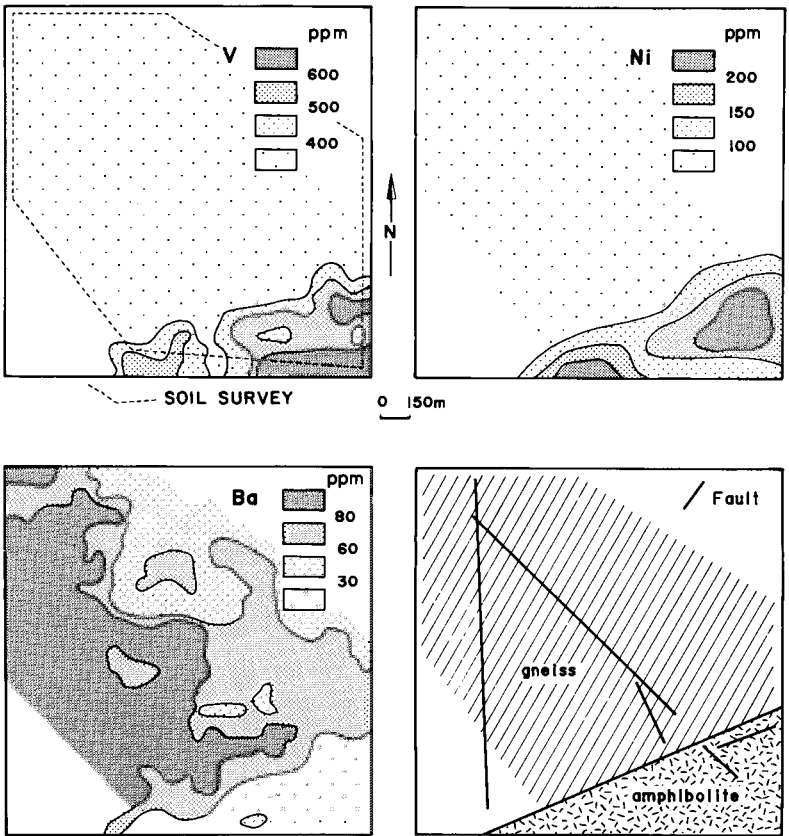 V
ppm
600
500
400
Ni
ppm
200
150
100
N
SOIL SURVEY
0 150m
Ba
ppm
80
60
30
Fault
gneiss
amphibolite